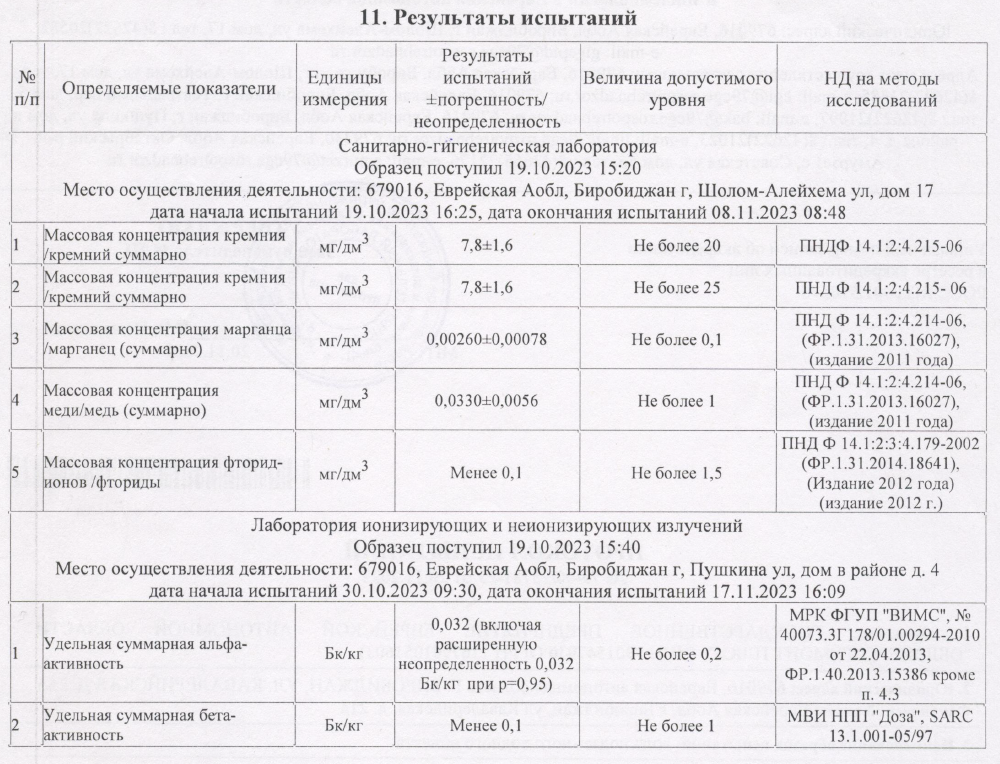 11. Результаты испытаний
№ п/п
Определяемые показатели
Единицы измерения
Результаты испытаний ±погрешность/ неопределенность
Величина допустимого уровня
НД на методы исследований
Санитарно-гигиеническая лаборатория
Образец поступил 19.10.2023 15:20
Место осуществления деятельности: 679016, Еврейская Аобл, Биробиджан г, Шолом-Алейхема ул, дом 17
дата начала испытаний 19.10.2023 16:25, дата окончания испытаний 08.11.2023 08:48
1
Массовая концентрация кремния
/кремний суммарно
мг/дм3
7,8±1,6
Не более 20
ПНДФ 14.1:2:4.215-06
2
Массовая концентрация кремния
/кремний суммарно
мг/дм3
7,8±1,6
Не более 25
ПНД Ф 14.1:2:4.215- 06
3
Массовая концентрация марганца
/марганец (суммарно)
мг/дм3
0,00260±0,00078
Не более 0,1
ПНД Ф 14.1:2:4.214-06,
(ФР.1.31.2013.16027),
(издание 2011 года)
4
Массовая концентрация
меди/медь (суммарно)
мг/дм3
0,0330±0,0056
Не более 1
ПНД Ф 14.1:2:4.214-06,
(ФР.1.31.2013.16027),
(издание 2011 года)
5
Массовая концентрация фторид-
ионов /фториды
мг/дм3
Менее 0,1
Не более 1,5
ПНД Ф 14.1:2:3:4.179-2002
(ФР.1.31.2014.18641),
(Издание 2012 года)
(издание 2012 г.)
Лаборатория ионизирующих и неионизирующих излучений
Образец поступил 19.10.2023 15:40
Место осуществления деятельности: 679016, Еврейская Аобл, Биробиджан г, Пушкина ул, дом в районе д. 4
дата начала испытаний 30.10.2023 09:30, дата окончания испытаний 17.11.2023 16:09
1
Удельная суммарная альфа-
активность
Бк/кг
0,032 (включая
расширенную
неопределенность 0,032
Бк/кг при p=0,95)
Не более 0,2
МРК ФГУП "ВИМС", №
40073.3Г178/01.00294-2010
от 22.04.2013,
ФР.1.40.2013.15386 кроме
п. 4.3
2
Удельная суммарная бета-
активность
Бк/кг
Менее 0,1
Не более 1
МВИ НПП "Доза", SARC
13.1.001-05/97